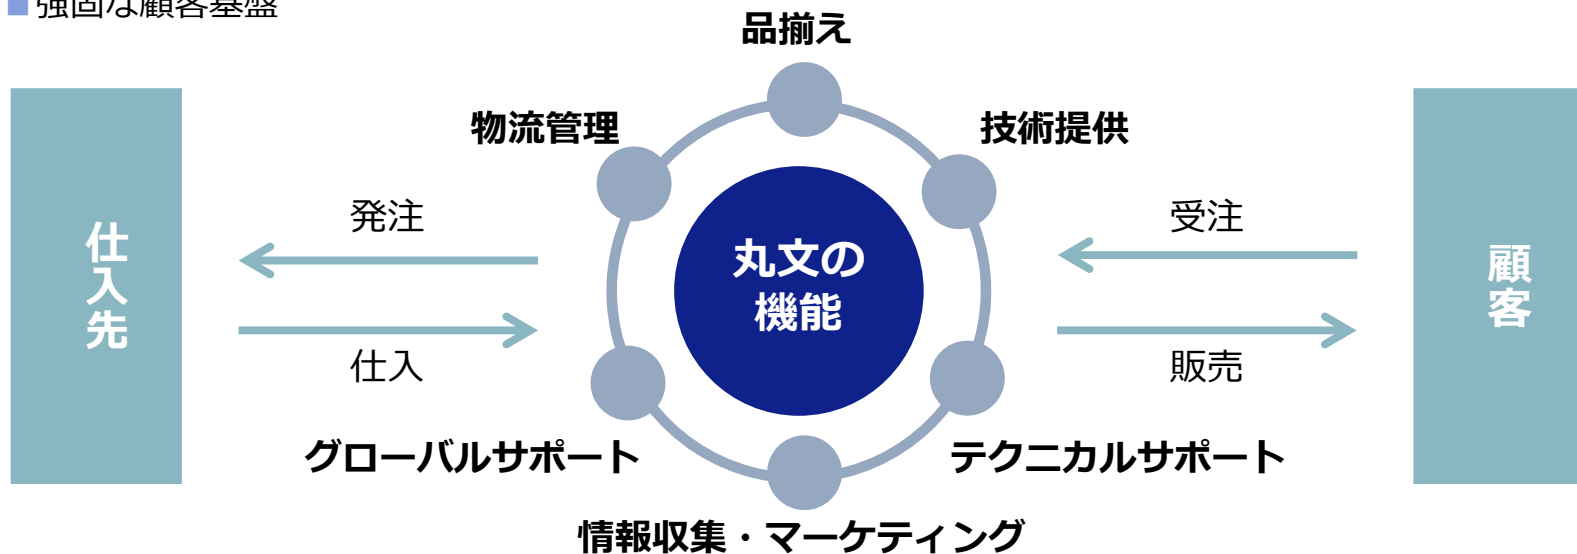 強固な顧客基盤
品揃え
物流管理
技術提供
仕入先
発注
丸文の
機能
受注
顧客
仕入
販売
グローバルサポート
テクニカルサポート
情報収集・マーケティング